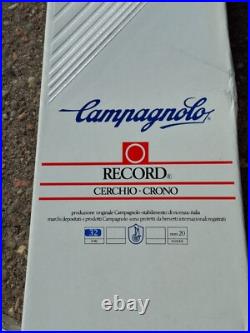 Campagnolo
RECORD®
CERCHIO - CRONO
produzione originale Campagnolo - stabilimento di vicenza italia
marchi depositati e prodotti Campagnolo sono protetti da brevetti internazionali registrati
32
mm 20